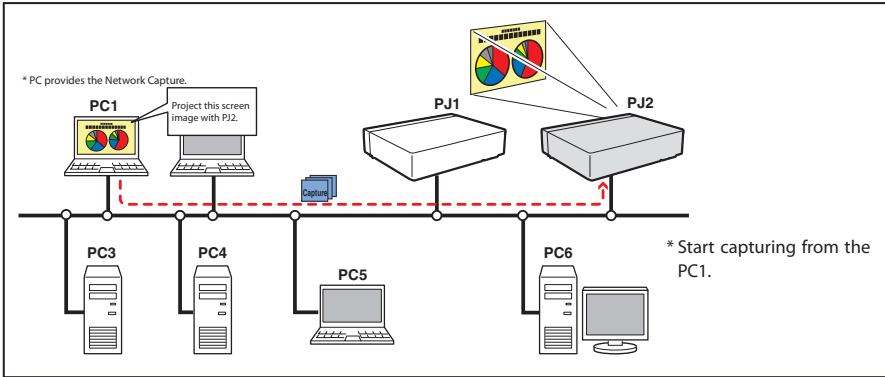 * PC provides the Network Capture.
PC1
Project this screen
image with PJ2.
PJ1
PJ2
Capture
PC3
PC4
PC5
PC6
* Start capturing from the
PC1.